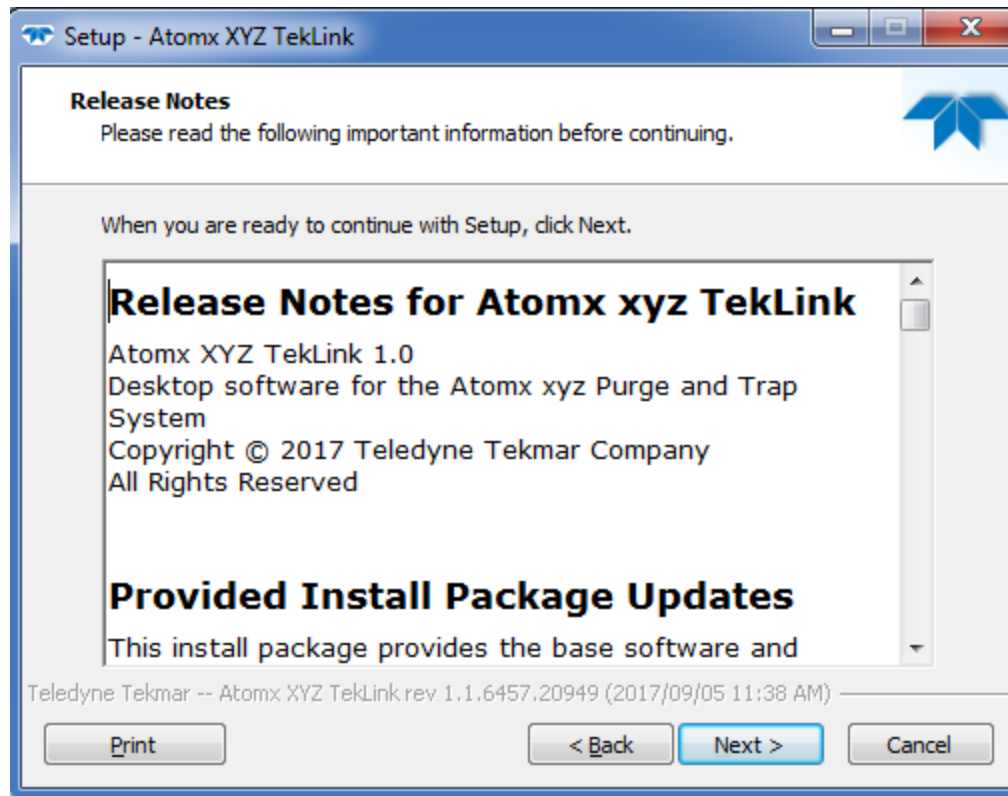 Setup - Atomx XYZ TekLink
Release Notes
Please read the following important information before continuing.
When you are ready to continue with Setup, click Next.
Release Notes for Atomx xyz TekLink
Atomx XYZ TekLink 1.0
Desktop software for the Atomx xyz Purge and Trap
System
Copyright © 2017 Teledyne Tekmar Company
All Rights Reserved
Provided Install Package Updates
This install package provides the base software and
Teledyne Tekmar -- Atomx XYZ TekLink rev 1.1.6457.20949 (2017/09/05 11:38 AM)
Print
< Back
Next >
Cancel